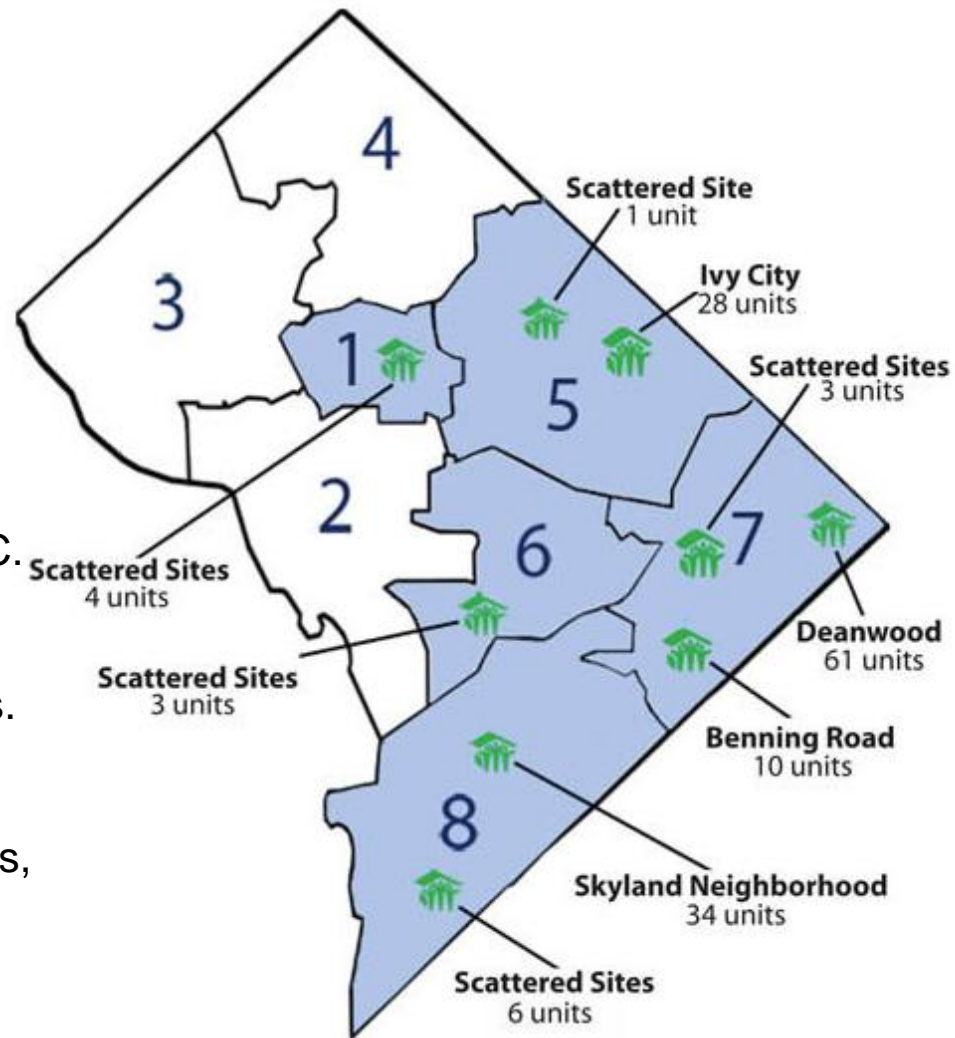 4
Scattered Site
1 unit
Ivy City
28 units
3
1
Scattered Sites
3 units
5
2
7
6
C.
Scattered Sites
4 units
Deanwood
61 units
Scattered Sites
3 units
s.
Benning Road
10 units
8
s,
Skyland Neighborhood
34 units
Scattered Sites
6 units